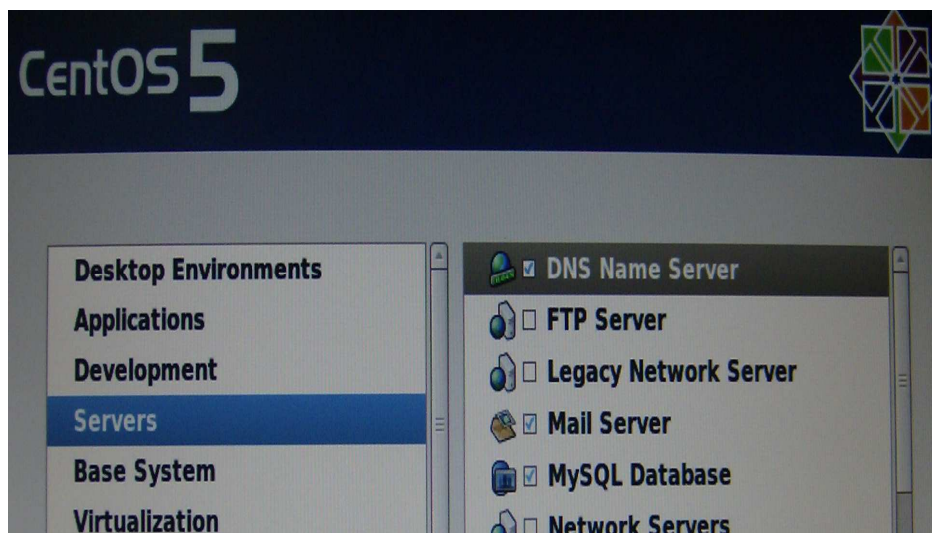 CentOS 5
Desktop Environments
Applications
Development
Servers
Base System
Virtualization
DNS Name Server
FTP Server
Legacy Network Server
Mail Server
MySQL Database
Network Servers